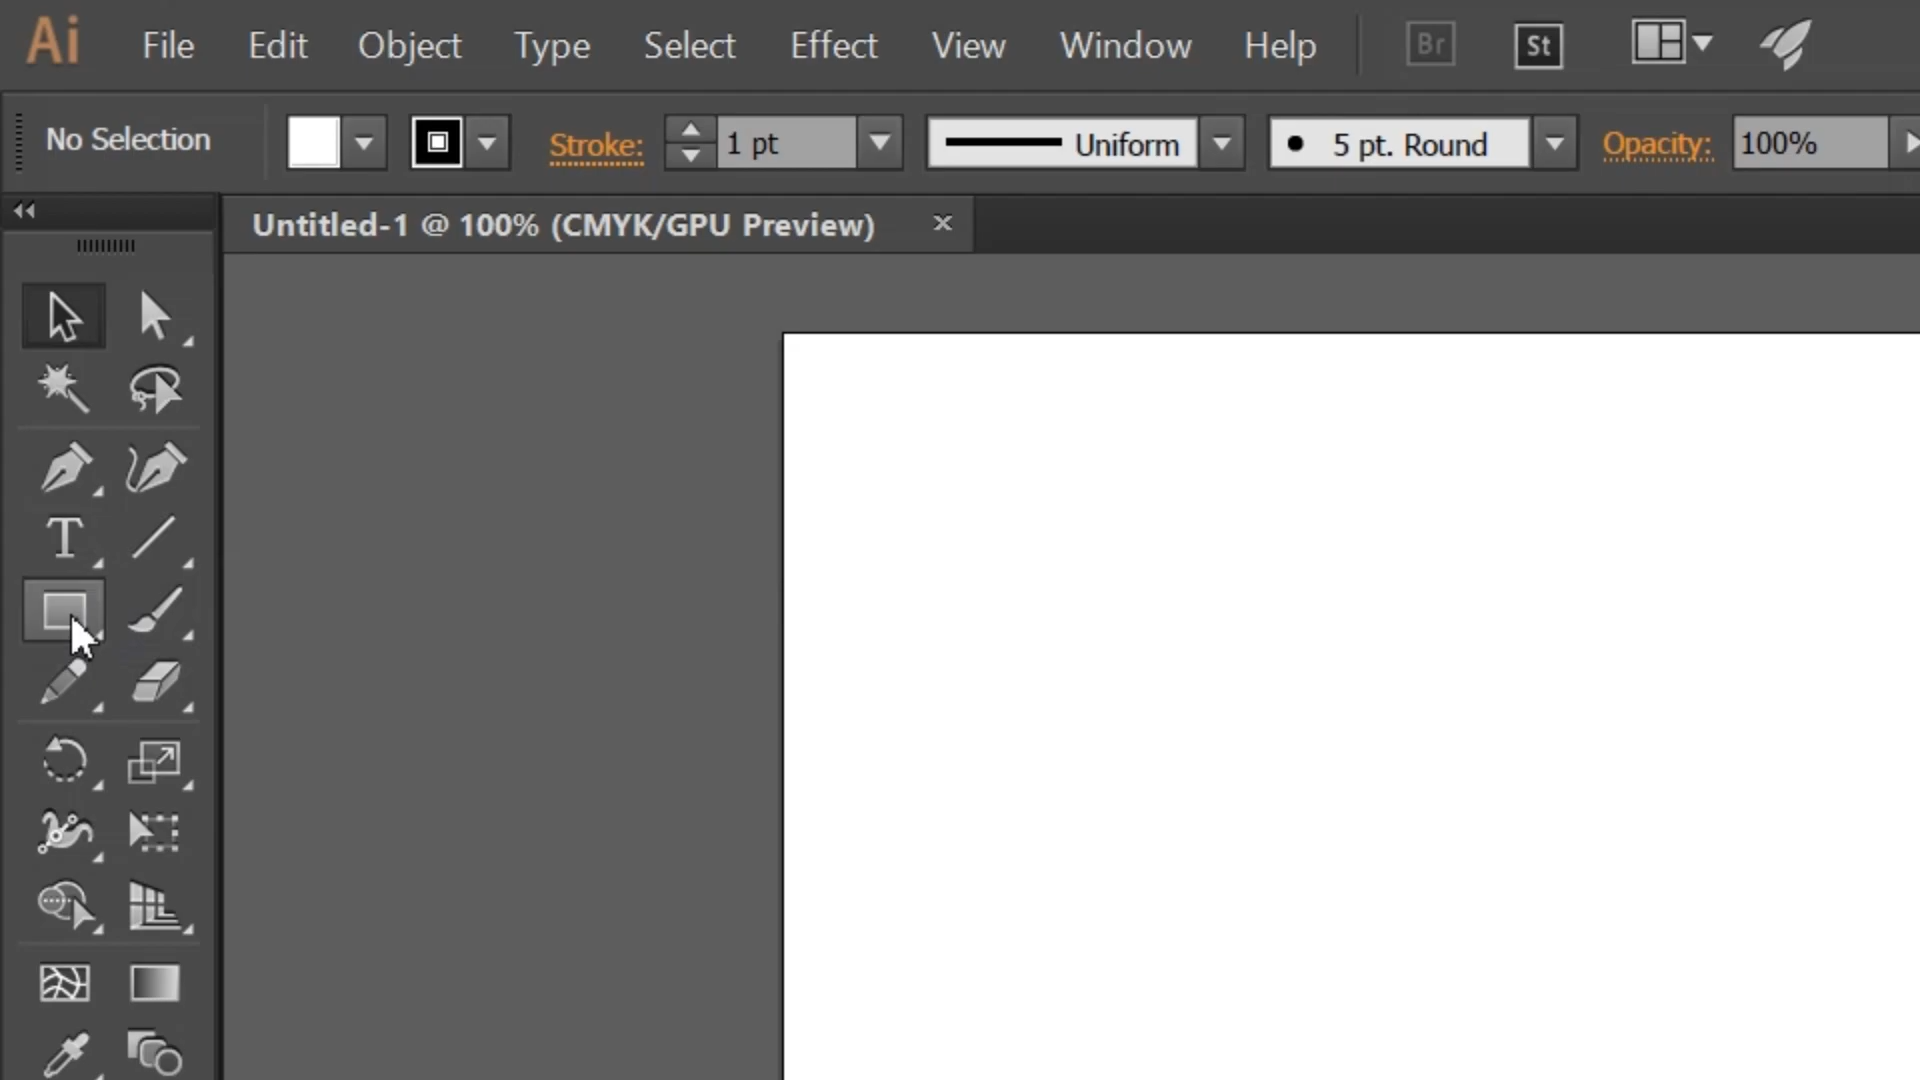 Ai File Edit Object Type Select Effect View Window Help Br St
No Selection Stroke: 1 pt Uniform 5 pt. Round Opacity: 100%
Untitled-1 @ 100% (CMYK/GPU Preview) ×
T